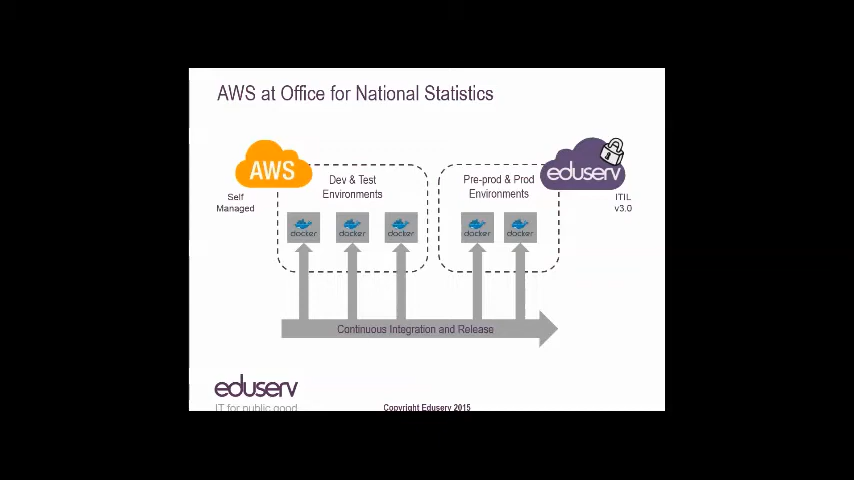 AWS at Office for National Statistics
AWS
Self
Managed
Dev & Test
Environments
docker
docker
docker
Pre-prod & Prod
Environments
docker
docker
eduserv
ITIL
v3.0
Continuous Integration and Release
eduserv
IT for public good
Copyright Eduserv 2015